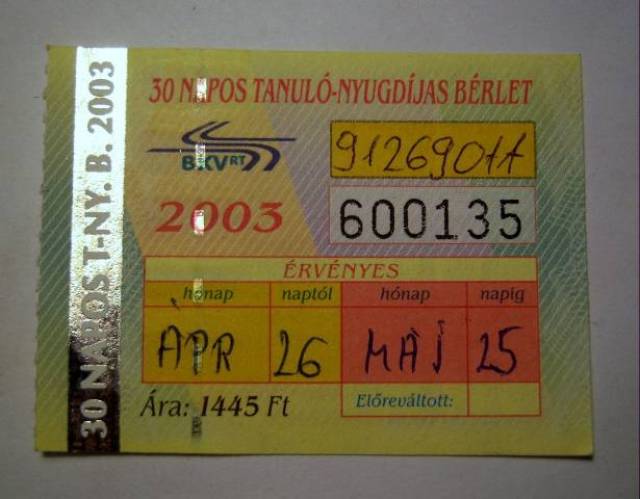 30 NAPOS T-NY. B. 2003
30 NAPOS TANULÓ-NYUGDÍJAS BÉRLET
BKV RT
9126901A
2003
600135
ÉRVÉNYES
hónap naptól hónap napig
ÁPR 26 MÁJ 25
Ára: 1445 Ft
Előreváltott: